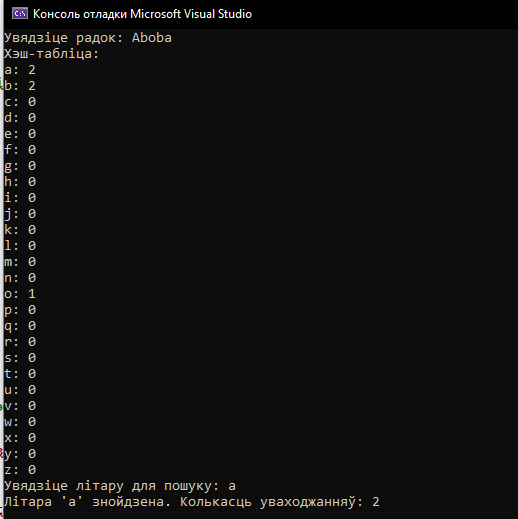 Консоль отладки Microsoft Visual Studio
Увядзіце радок: Aboba
Хэш-табліца:
a: 2
b: 2
c: 0
d: 0
e: 0
f: 0
g: 0
h: 0
i: 0
j: 0
k: 0
l: 0
m: 0
n: 0
o: 1
p: 0
q: 0
r: 0
s: 0
t: 0
u: 0
v: 0
w: 0
x: 0
y: 0
z: 0
Увядзіце літару для пошуку: a
Літара 'a' знойдзена. Колькасць уваходжанняў: 2